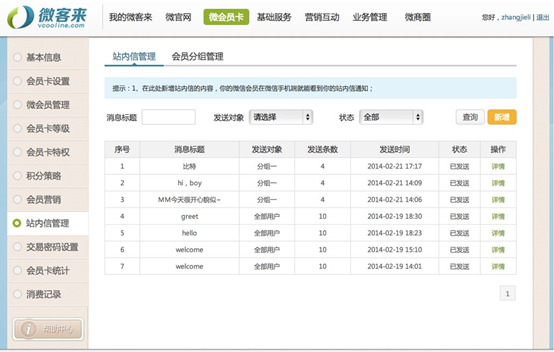 微客来
vcooline.com
我的微客来 微官网 微会员卡 基础服务 营销互动 业务管理 微商圈
您好，zhangjieli | 退出
基本信息
会员卡设置
微会员管理
会员卡等级
会员卡特权
积分策略
会员营销
站内信管理
交易密码设置
会员卡统计
消费记录
帮助中心
站内信管理 会员分组管理
提示：1、在此处新增站内信的内容，你的微信会员在微信手机端就能看到你的站内信通知；
消息标题 发送对象 请选择 状态 全部 查询 新增
序号 消息标题 发送对象 发送条数 发送时间 状态 操作
1 比特 分组一 4 2014-02-21 17:17 已发送 详情
2 hi，boy 分组一 4 2014-02-21 14:09 已发送 详情
3 MM今天很开心貌似~ 分组一 4 2014-02-21 14:06 已发送 详情
4 greet 全部用户 10 2014-02-19 18:30 已发送 详情
5 hello 全部用户 10 2014-02-19 18:23 已发送 详情
6 welcome 全部用户 10 2014-02-19 15:10 已发送 详情
7 welcome 全部用户 10 2014-02-19 14:01 已发送 详情
1